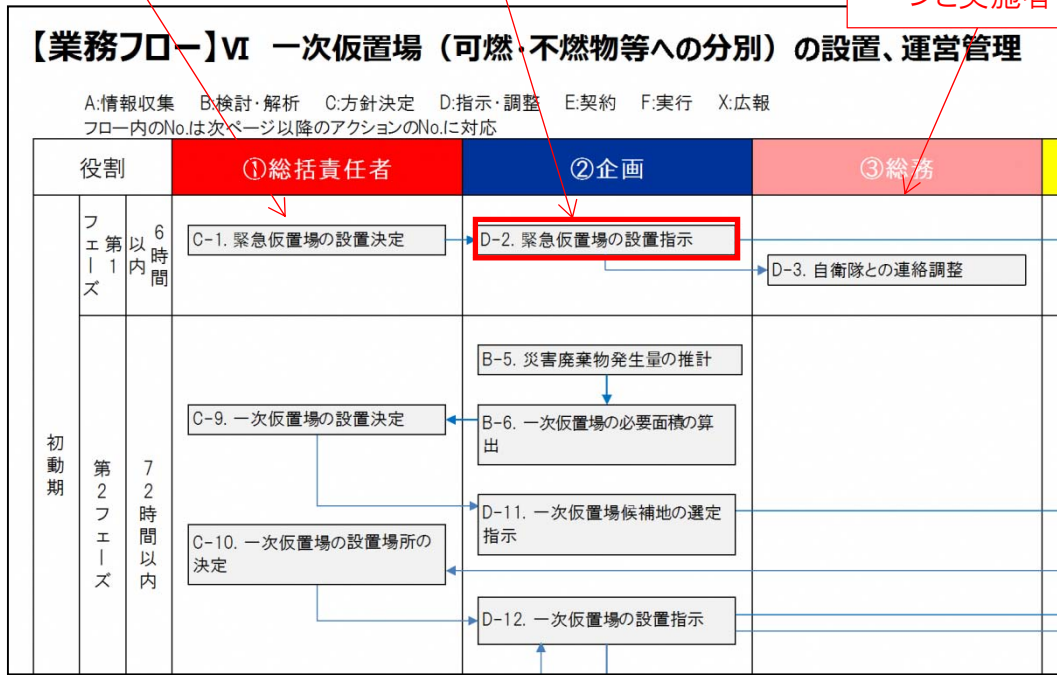 ンと実施者
【業務フロー】Ⅵ 一次仮置場（可燃・不燃物等への分別）の設置、運営管理
A:情報収集 B:検討・解析 C:方針決定 D:指示・調整 E:契約 F:実行 X:広報
フロー内のNo.は次ページ以降のアクションのNo.に対応
役割
①総括責任者
②企画
③総務
初動期
第1
フェーズ
6時間
以内
C-1. 緊急仮置場の設置決定
D-2. 緊急仮置場の設置指示
D-3. 自衛隊との連絡調整
第2フェーズ
72時間以内
B-5. 災害廃棄物発生量の推計
C-9. 一次仮置場の設置決定
B-6. 一次仮置場の必要面積の算
出
D-11. 一次仮置場候補地の選定
指示
C-10. 一次仮置場の設置場所の
決定
D-12. 一次仮置場の設置指示